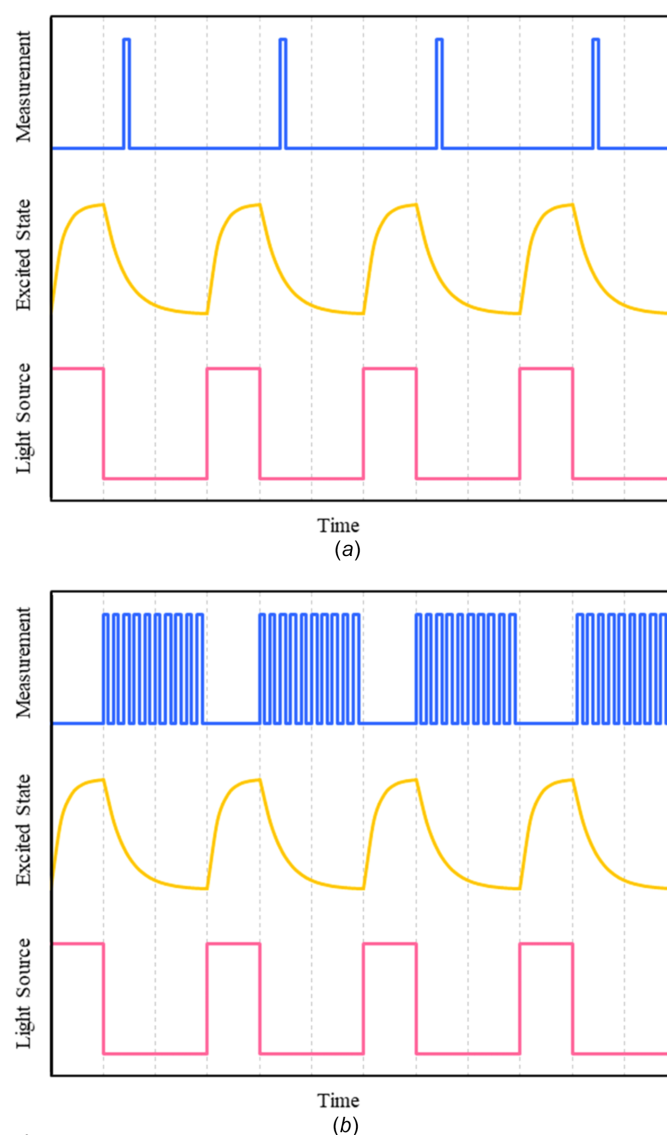 Measurement
Excited State
Light Source
Time
(a)
Measurement
Excited State
Light Source
Time
(b)